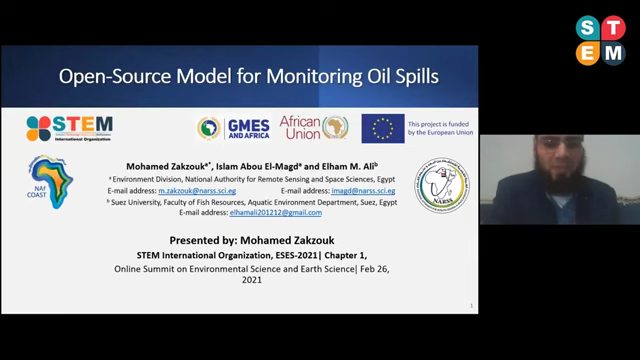 STEM
Open-Source Model for Monitoring Oil Spills
STEM
International Organization
GMES
AND AFRICA
African
Union
This project is funded
by the European Union
NAF
COAST
Mohamed Zakzoukᵃ*, Islam Abou El-Magdᵃ and Elham M. Aliᵇ
ᵃ Environment Division, National Authority for Remote Sensing and Space Sciences, Egypt
E-mail address: m.zakzouk@narss.sci.eg E-mail address: imagd@narss.sci.eg
ᵇ Suez University, Faculty of Fish Resources, Aquatic Environment Department, Suez, Egypt
E-mail address: elhamali201212@gmail.com
NARSS
Presented by: Mohamed Zakzouk
STEM International Organization, ESES-2021| Chapter 1,
Online Summit on Environmental Science and Earth Science| Feb 26,
2021
1